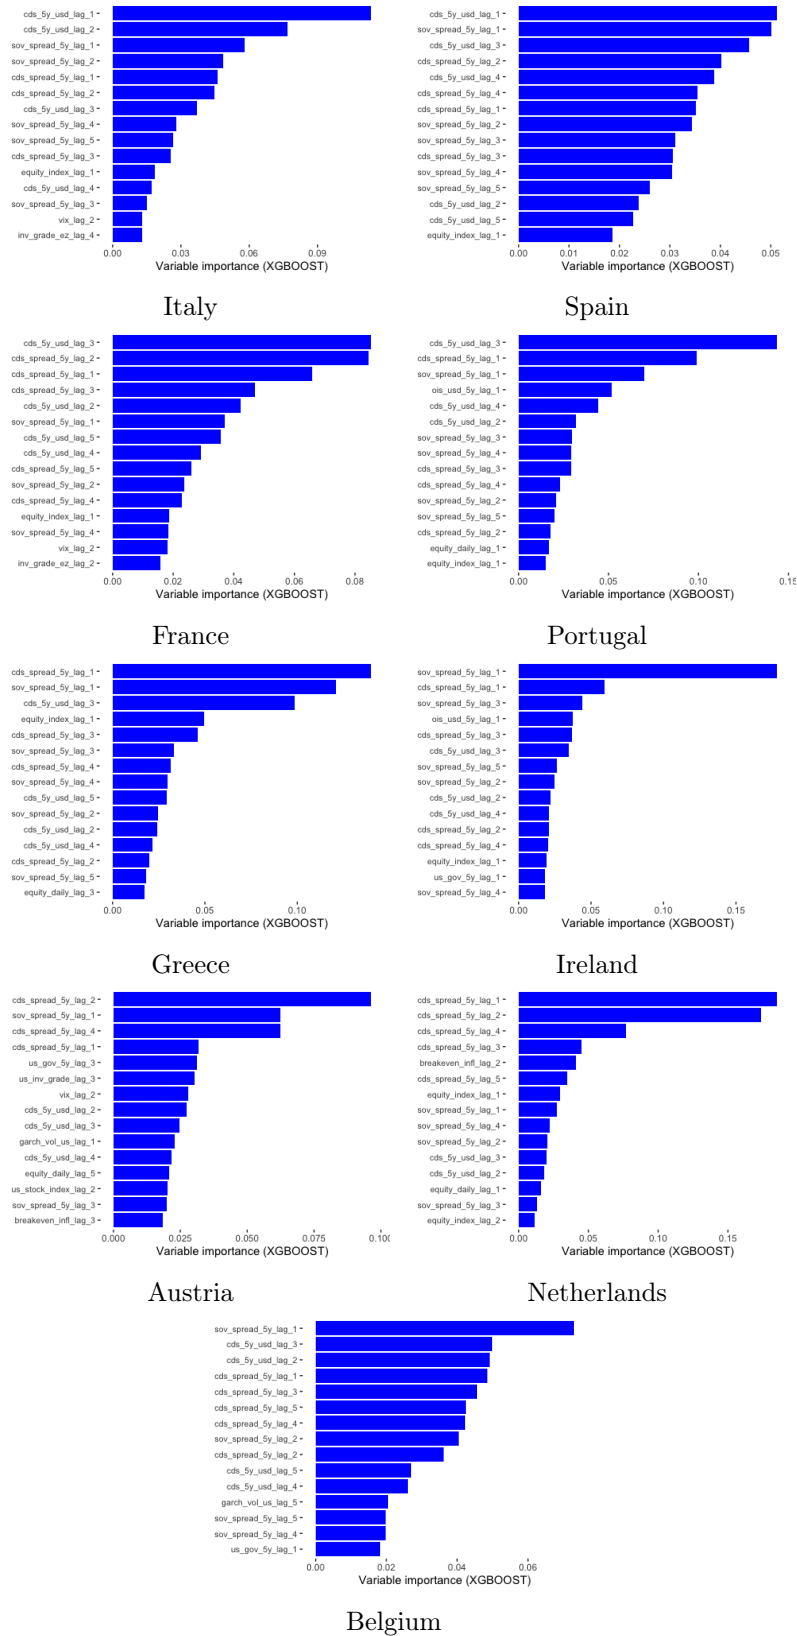 cds_5y_usd_lag_1
cds_5y_usd_lag_2
sov_spread_5y_lag_1
sov_spread_5y_lag_2
cds_spread_5y_lag_1
cds_spread_5y_lag_2
cds_5y_usd_lag_3
sov_spread_5y_lag_4
sov_spread_5y_lag_5
cds_spread_5y_lag_3
equity_index_lag_1
cds_5y_usd_lag_4
sov_spread_5y_lag_3
vix_lag_2
inv_grade_ez_lag_4
0.00 0.03 0.06 0.09
Variable importance (XGBOOST)
Italy
cds_5y_usd_lag_1
sov_spread_5y_lag_1
cds_5y_usd_lag_3
cds_spread_5y_lag_2
cds_5y_usd_lag_4
cds_spread_5y_lag_4
cds_spread_5y_lag_1
sov_spread_5y_lag_2
sov_spread_5y_lag_3
cds_spread_5y_lag_3
sov_spread_5y_lag_4
sov_spread_5y_lag_5
cds_5y_usd_lag_2
cds_5y_usd_lag_5
equity_index_lag_1
0.00 0.01 0.02 0.03 0.04 0.05
Variable importance (XGBOOST)
Spain
cds_5y_usd_lag_3
cds_spread_5y_lag_2
cds_spread_5y_lag_1
cds_spread_5y_lag_3
cds_5y_usd_lag_2
sov_spread_5y_lag_1
cds_5y_usd_lag_5
cds_5y_usd_lag_4
cds_spread_5y_lag_5
sov_spread_5y_lag_2
cds_spread_5y_lag_4
equity_index_lag_1
sov_spread_5y_lag_4
vix_lag_2
inv_grade_ez_lag_2
0.00 0.02 0.04 0.06 0.08
Variable importance (XGBOOST)
France
cds_5y_usd_lag_3
cds_spread_5y_lag_1
sov_spread_5y_lag_1
ois_usd_5y_lag_1
cds_5y_usd_lag_4
cds_5y_usd_lag_2
sov_spread_5y_lag_3
sov_spread_5y_lag_4
cds_spread_5y_lag_3
cds_spread_5y_lag_4
sov_spread_5y_lag_2
sov_spread_5y_lag_5
cds_spread_5y_lag_2
equity_daily_lag_1
equity_index_lag_1
0.00 0.05 0.10 0.15
Variable importance (XGBOOST)
Portugal
cds_spread_5y_lag_1
sov_spread_5y_lag_1
cds_5y_usd_lag_3
equity_index_lag_1
cds_spread_5y_lag_3
sov_spread_5y_lag_3
cds_spread_5y_lag_4
sov_spread_5y_lag_4
cds_5y_usd_lag_5
sov_spread_5y_lag_2
cds_5y_usd_lag_2
cds_5y_usd_lag_4
cds_spread_5y_lag_2
sov_spread_5y_lag_5
equity_daily_lag_3
0.00 0.05 0.10
Variable importance (XGBOOST)
Greece
sov_spread_5y_lag_1
cds_spread_5y_lag_1
sov_spread_5y_lag_3
ois_usd_5y_lag_1
cds_spread_5y_lag_3
cds_5y_usd_lag_3
sov_spread_5y_lag_5
sov_spread_5y_lag_2
cds_5y_usd_lag_2
cds_5y_usd_lag_4
cds_spread_5y_lag_2
cds_spread_5y_lag_4
equity_index_lag_1
us_gov_5y_lag_1
sov_spread_5y_lag_4
0.00 0.05 0.10 0.15
Variable importance (XGBOOST)
Ireland
cds_spread_5y_lag_2
sov_spread_5y_lag_1
cds_spread_5y_lag_4
cds_spread_5y_lag_1
us_gov_5y_lag_3
us_inv_grade_lag_3
vix_lag_2
cds_5y_usd_lag_2
cds_5y_usd_lag_3
garch_vol_us_lag_1
cds_5y_usd_lag_4
equity_daily_lag_5
us_stock_index_lag_2
sov_spread_5y_lag_3
breakeven_infl_lag_3
0.000 0.025 0.050 0.075 0.100
Variable importance (XGBOOST)
Austria
cds_spread_5y_lag_1
cds_spread_5y_lag_2
cds_spread_5y_lag_4
cds_spread_5y_lag_3
breakeven_infl_lag_2
cds_spread_5y_lag_5
equity_index_lag_1
sov_spread_5y_lag_1
sov_spread_5y_lag_4
sov_spread_5y_lag_2
cds_5y_usd_lag_3
cds_5y_usd_lag_2
equity_daily_lag_1
sov_spread_5y_lag_3
equity_index_lag_2
0.00 0.05 0.10 0.15
Variable importance (XGBOOST)
Netherlands
sov_spread_5y_lag_1
cds_5y_usd_lag_3
cds_5y_usd_lag_2
cds_spread_5y_lag_1
cds_spread_5y_lag_3
cds_spread_5y_lag_5
cds_spread_5y_lag_4
sov_spread_5y_lag_2
cds_spread_5y_lag_2
cds_5y_usd_lag_5
cds_5y_usd_lag_4
garch_vol_us_lag_5
sov_spread_5y_lag_5
sov_spread_5y_lag_4
us_gov_5y_lag_1
0.00 0.02 0.04 0.06
Variable importance (XGBOOST)
Belgium